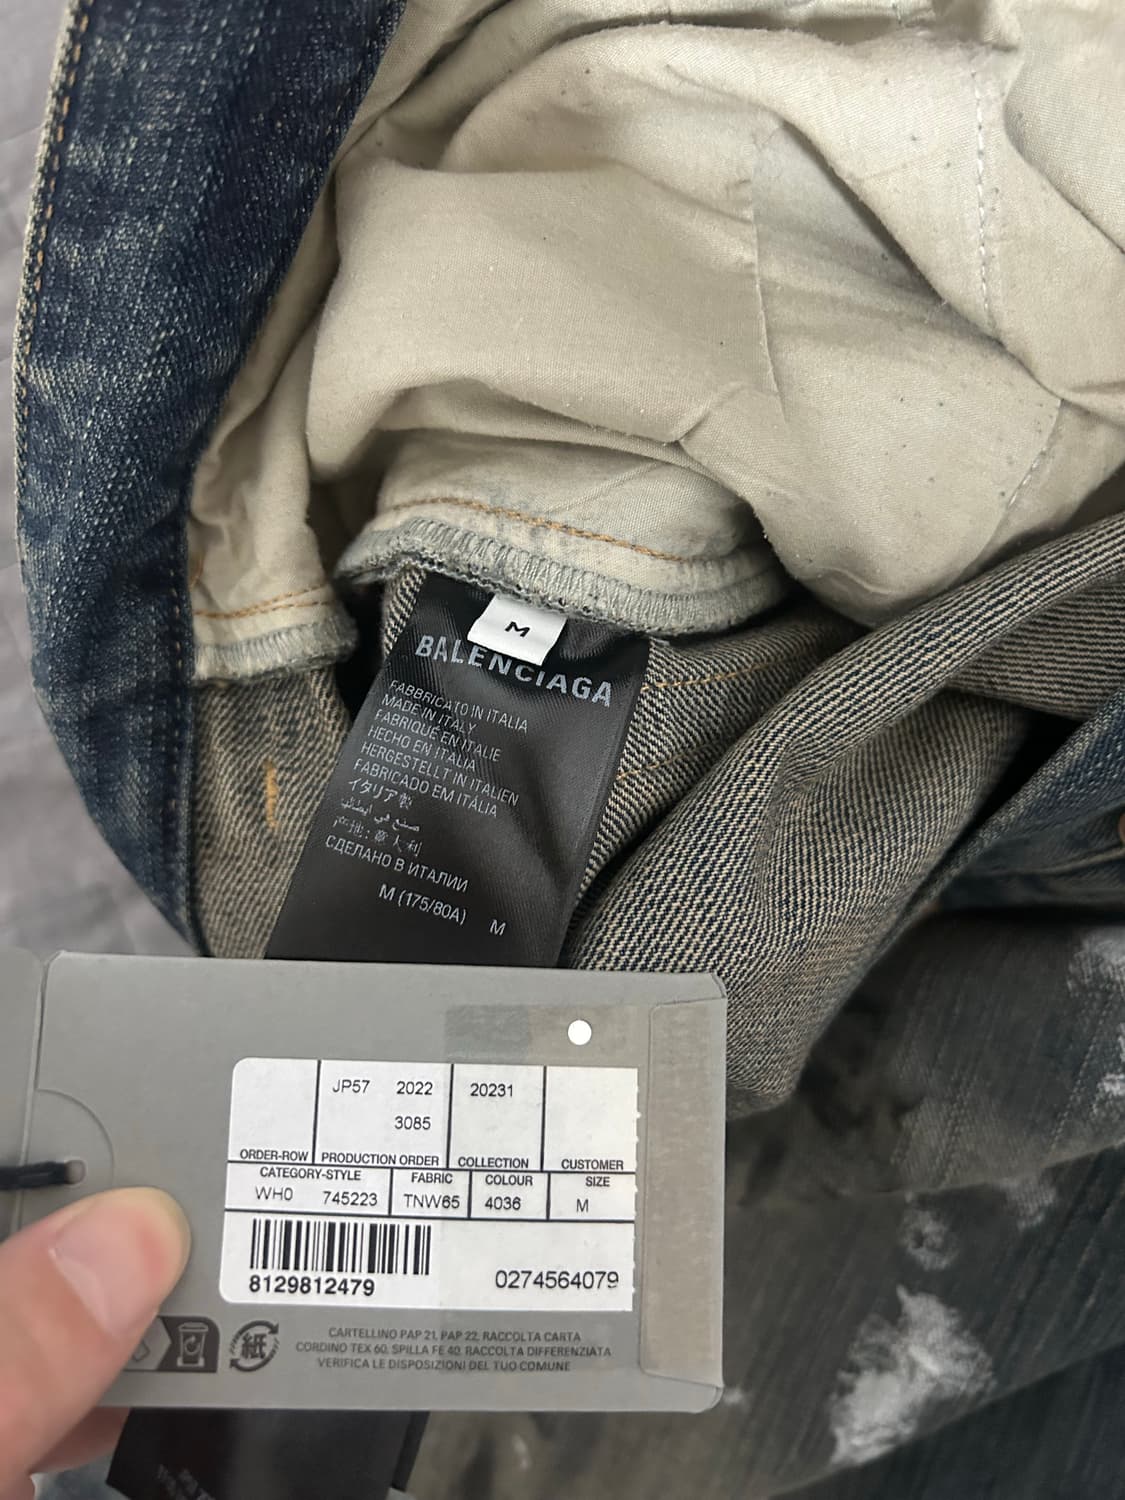 M
BALENCIAGA
FABBRICATO IN ITALIA
MADE IN ITALY
FABRIQUÉ EN ITALIE
HECHO EN ITALIA
HERGESTELLT IN ITALIEN
FABRICADO EM ITÁLIA
イタリア製
صنع في إيطاليا
产地:意大利
СДЕЛАНО В ИТАЛИИ
M (175/80A) M
JP57 2022 20231
3085
ORDER-ROW PRODUCTION ORDER COLLECTION CUSTOMER
CATEGORY-STYLE FABRIC COLOUR SIZE
WH0 745223 TNW65 4036 M
8129812479 0274564079
紙
CARTELLINO PAP 21, PAP 22, RACCOLTA CARTA
CORDINO TEX 60, SPILLA FE 40, RACCOLTA DIFFERENZIATA
VERIFICA LE DISPOSIZIONI DEL TUO COMUNE